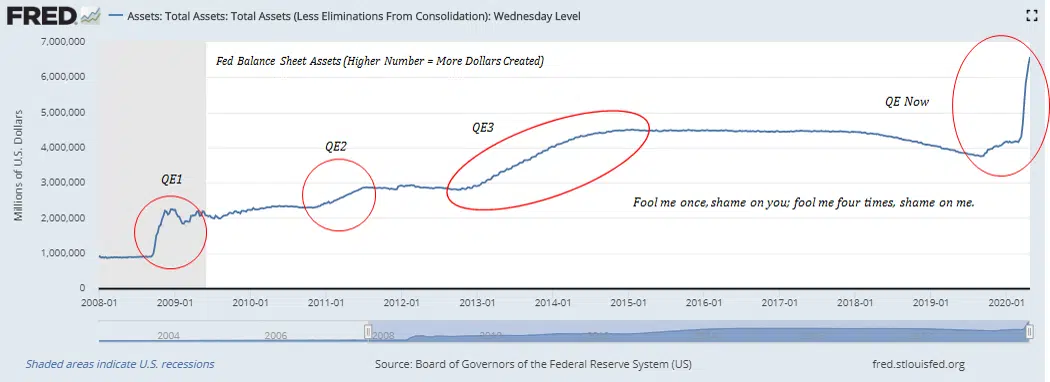 FRED
Assets: Total Assets: Total Assets (Less Eliminations From Consolidation): Wednesday Level
7,000,000
Fed Balance Sheet Assets (Higher Number = More Dollars Created)
6,000,000
QE Now
5,000,000
QE3
4,000,000
QE2
3,000,000
QE1
Fool me once, shame on you; fool me four times, shame on me.
2,000,000
1,000,000
0
Millions of U.S. Dollars
2008-01 2009-01 2010-01 2011-01 2012-01 2013-01 2014-01 2015-01 2016-01 2017-01 2018-01 2019-01 2020-01
2004 2006 2008
Shaded areas indicate U.S. recessions Source: Board of Governors of the Federal Reserve System (US) fred.stlouisfed.org